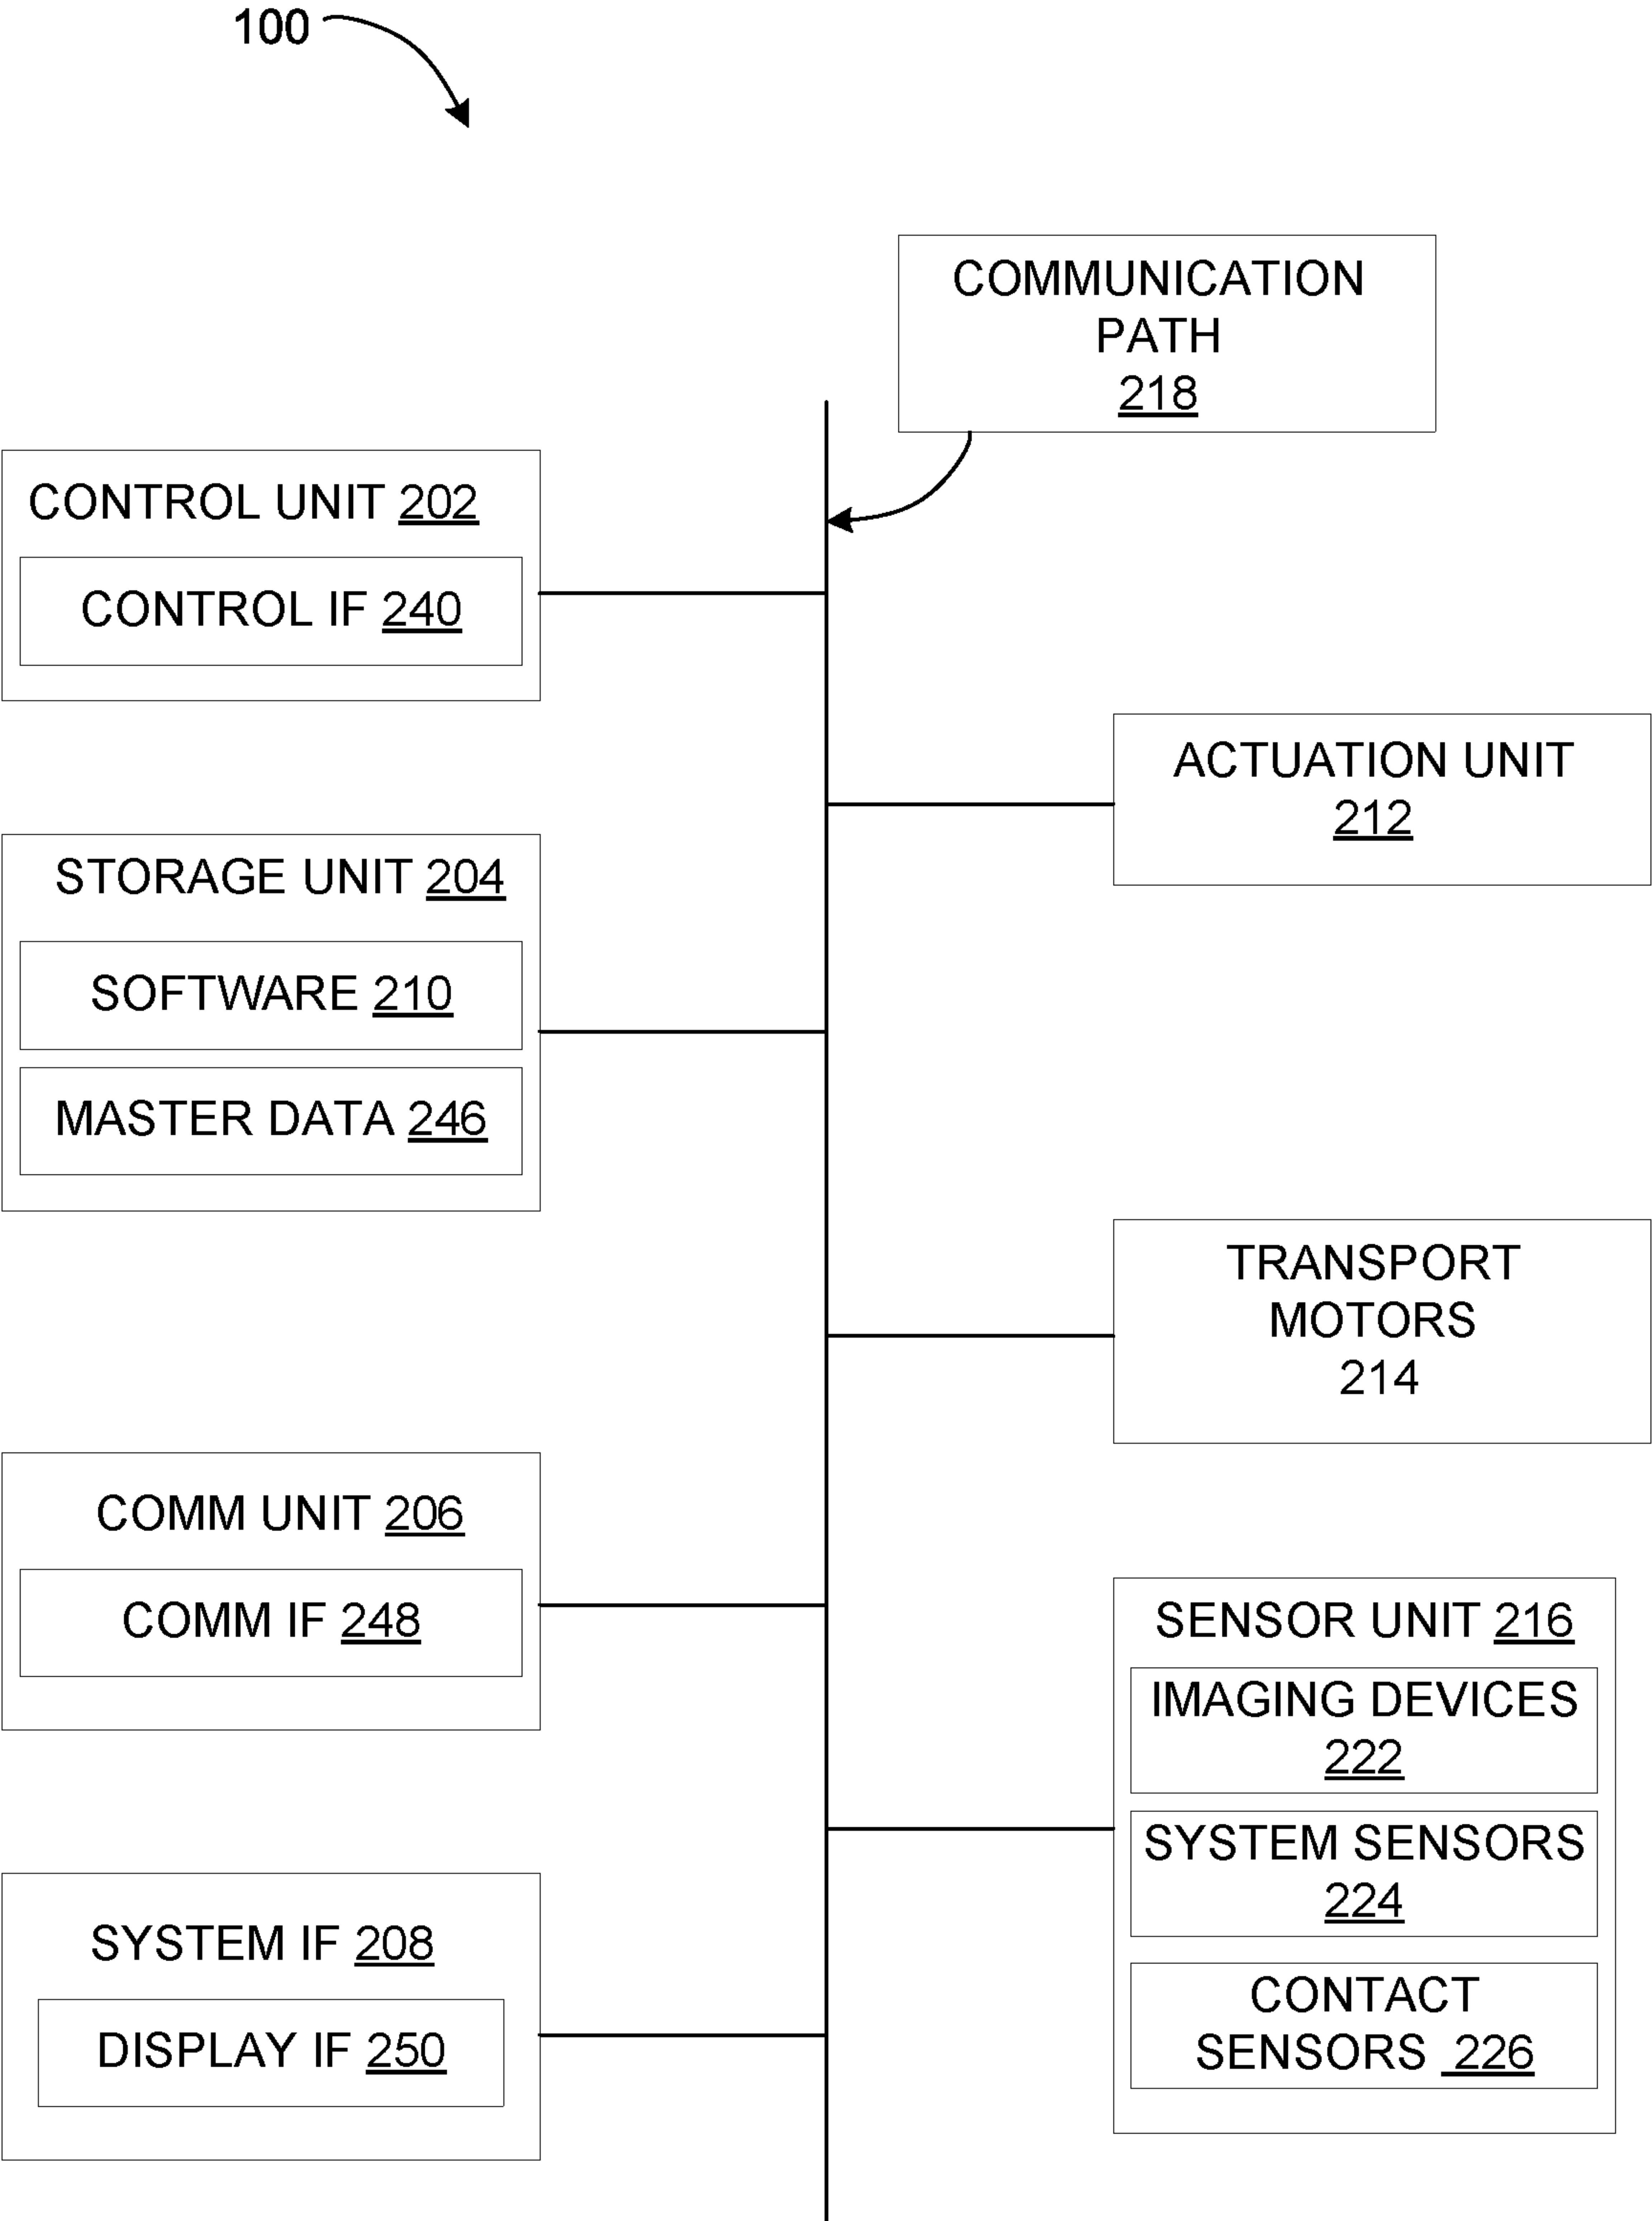 100
COMMUNICATION
PATH
218
CONTROL UNIT 202
CONTROL IF 240
ACTUATION UNIT
212
STORAGE UNIT 204
SOFTWARE 210
MASTER DATA 246
TRANSPORT
MOTORS
214
COMM UNIT 206
COMM IF 248
SENSOR UNIT 216
IMAGING DEVICES
222
SYSTEM SENSORS
224
CONTACT
SENSORS 226
SYSTEM IF 208
DISPLAY IF 250